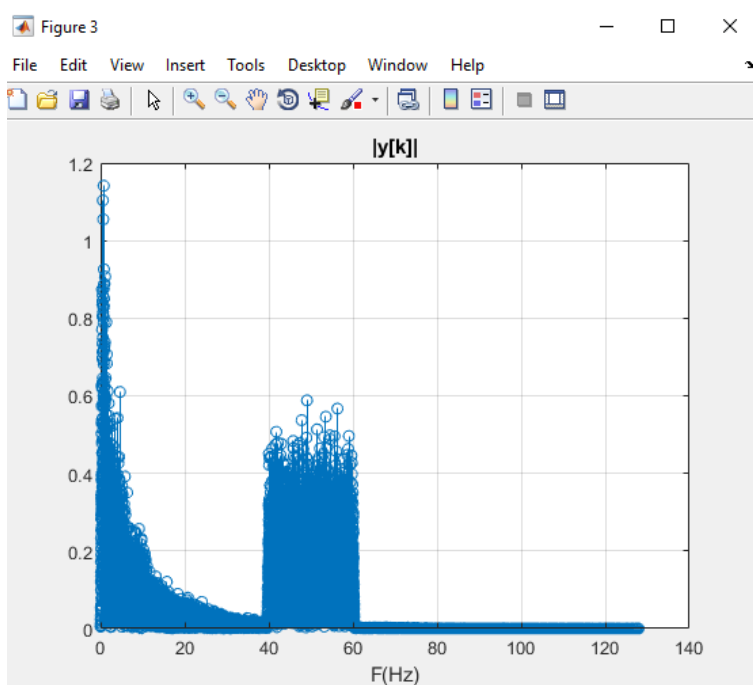 Figure 3
File Edit View Insert Tools Desktop Window Help
|y[k]|
1.2
1
0.8
0.6
0.4
0.2
0
0 20 40 60 80 100 120 140
F(Hz)